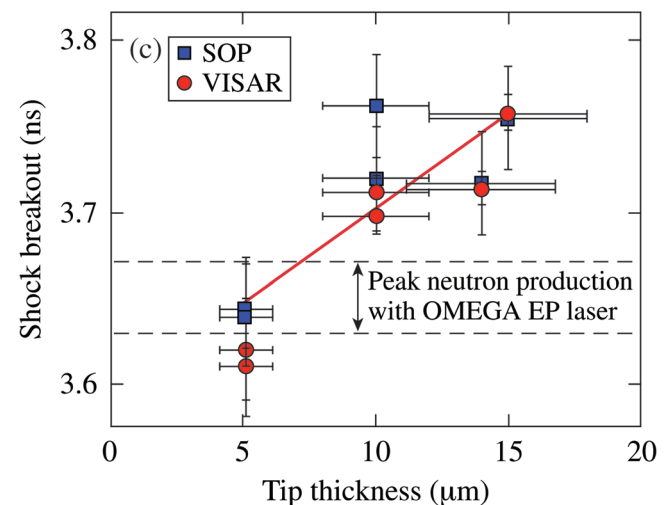 3.8
(c)
SOP
VISAR
Shock breakout (ns)
3.7
Peak neutron production
with OMEGA EP laser
3.6
0
5
10
15
20
Tip thickness (μm)